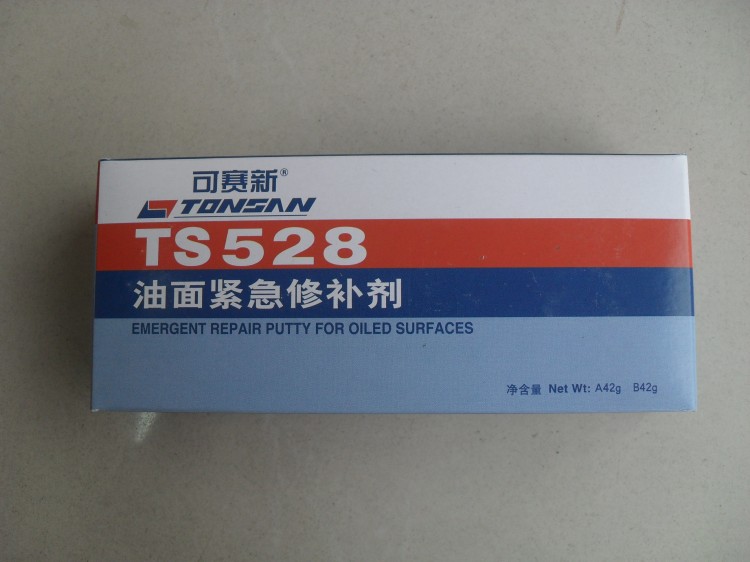 可赛新®
TONSAN
TS528
油面紧急修补剂
EMERGENT REPAIR PUTTY FOR OILED SURFACES
净含量 Net Wt: A42g B42g